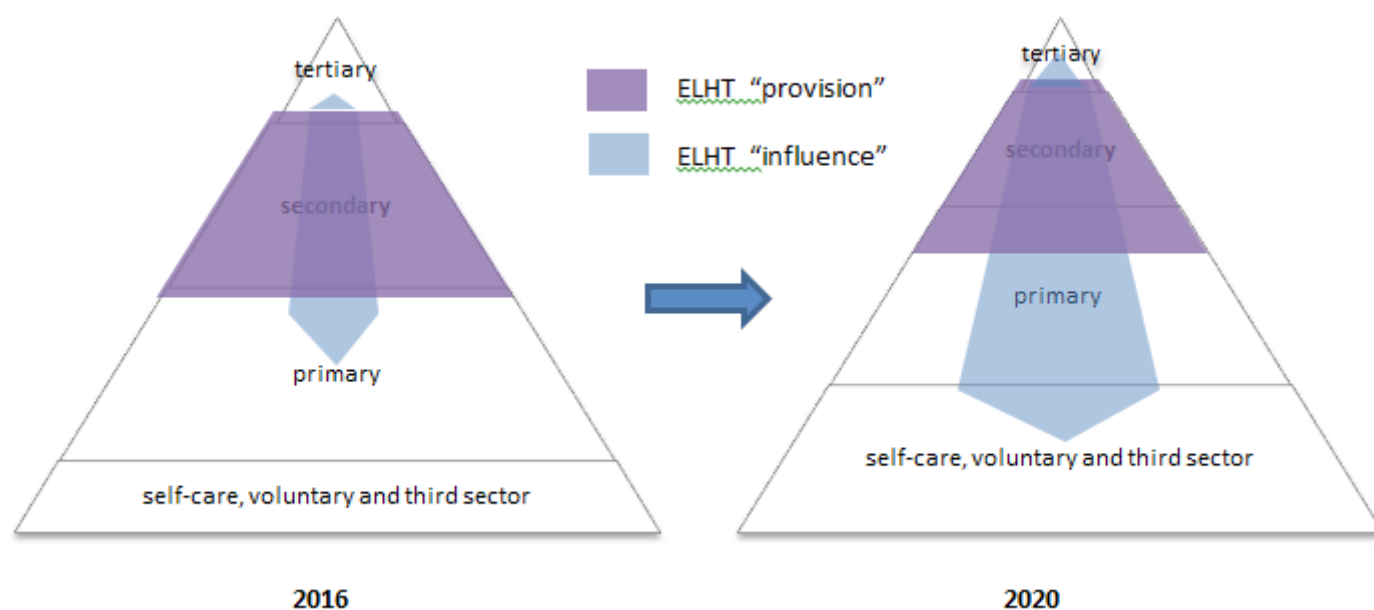 tertiary
secondary
primary
self-care, voluntary and third sector
2016
ELHT “provision”
ELHT “influence”
tertiary
secondary
primary
self-care, voluntary and third sector
2020